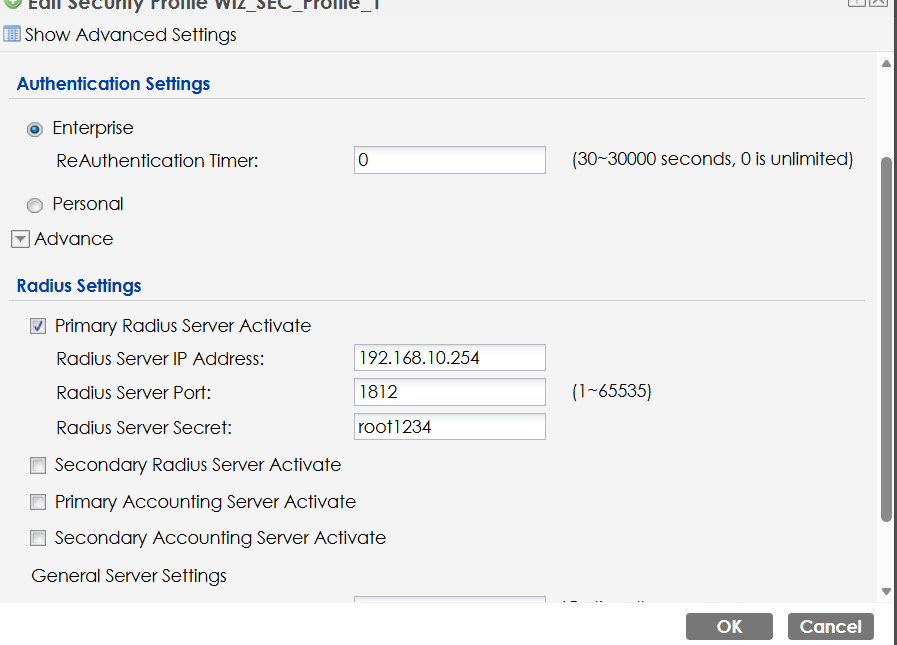 Edit Security Profile Wiz_SEC_Profile_1
Show Advanced Settings
Authentication Settings
Enterprise
ReAuthentication Timer: 0 (30~30000 seconds, 0 is unlimited)
Personal
Advance
Radius Settings
Primary Radius Server Activate
Radius Server IP Address: 192.168.10.254
Radius Server Port: 1812 (1~65535)
Radius Server Secret: root1234
Secondary Radius Server Activate
Primary Accounting Server Activate
Secondary Accounting Server Activate
General Server Settings
OK Cancel